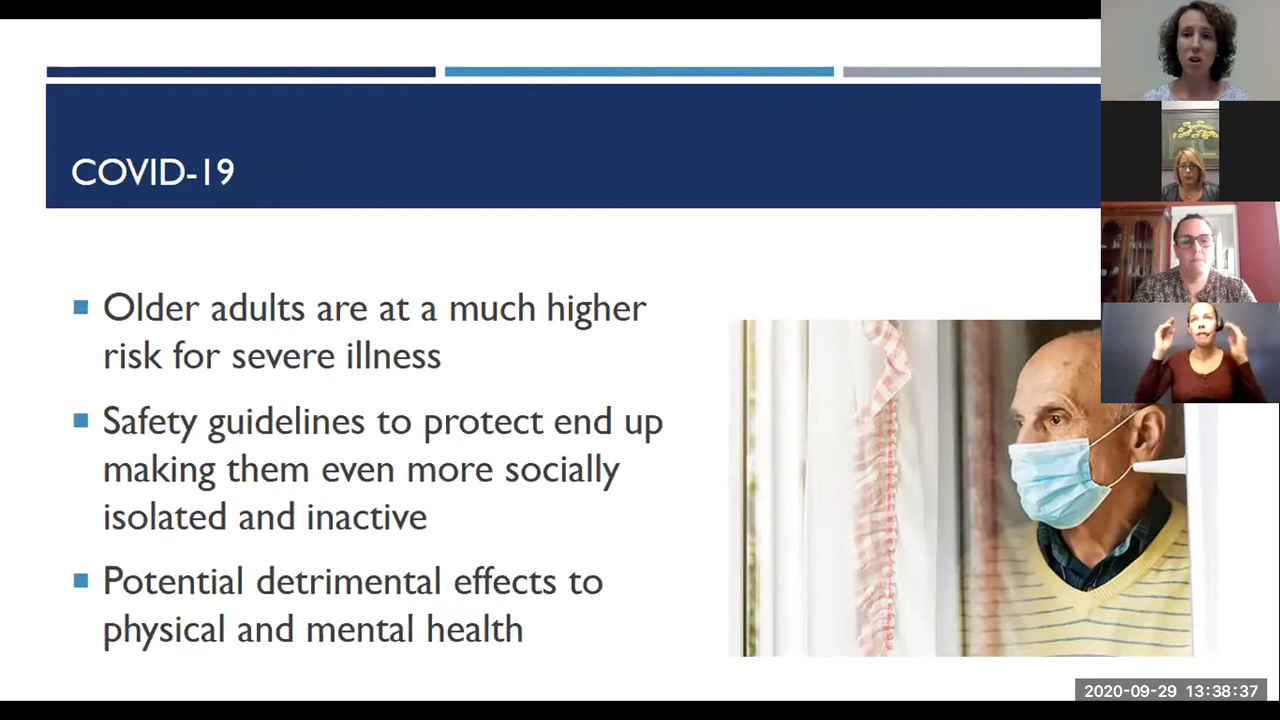 COVID-19
Older adults are at a much higher
risk for severe illness
Safety guidelines to protect end up
making them even more socially
isolated and inactive
Potential detrimental effects to
physical and mental health
2020-09-29 13:38:37